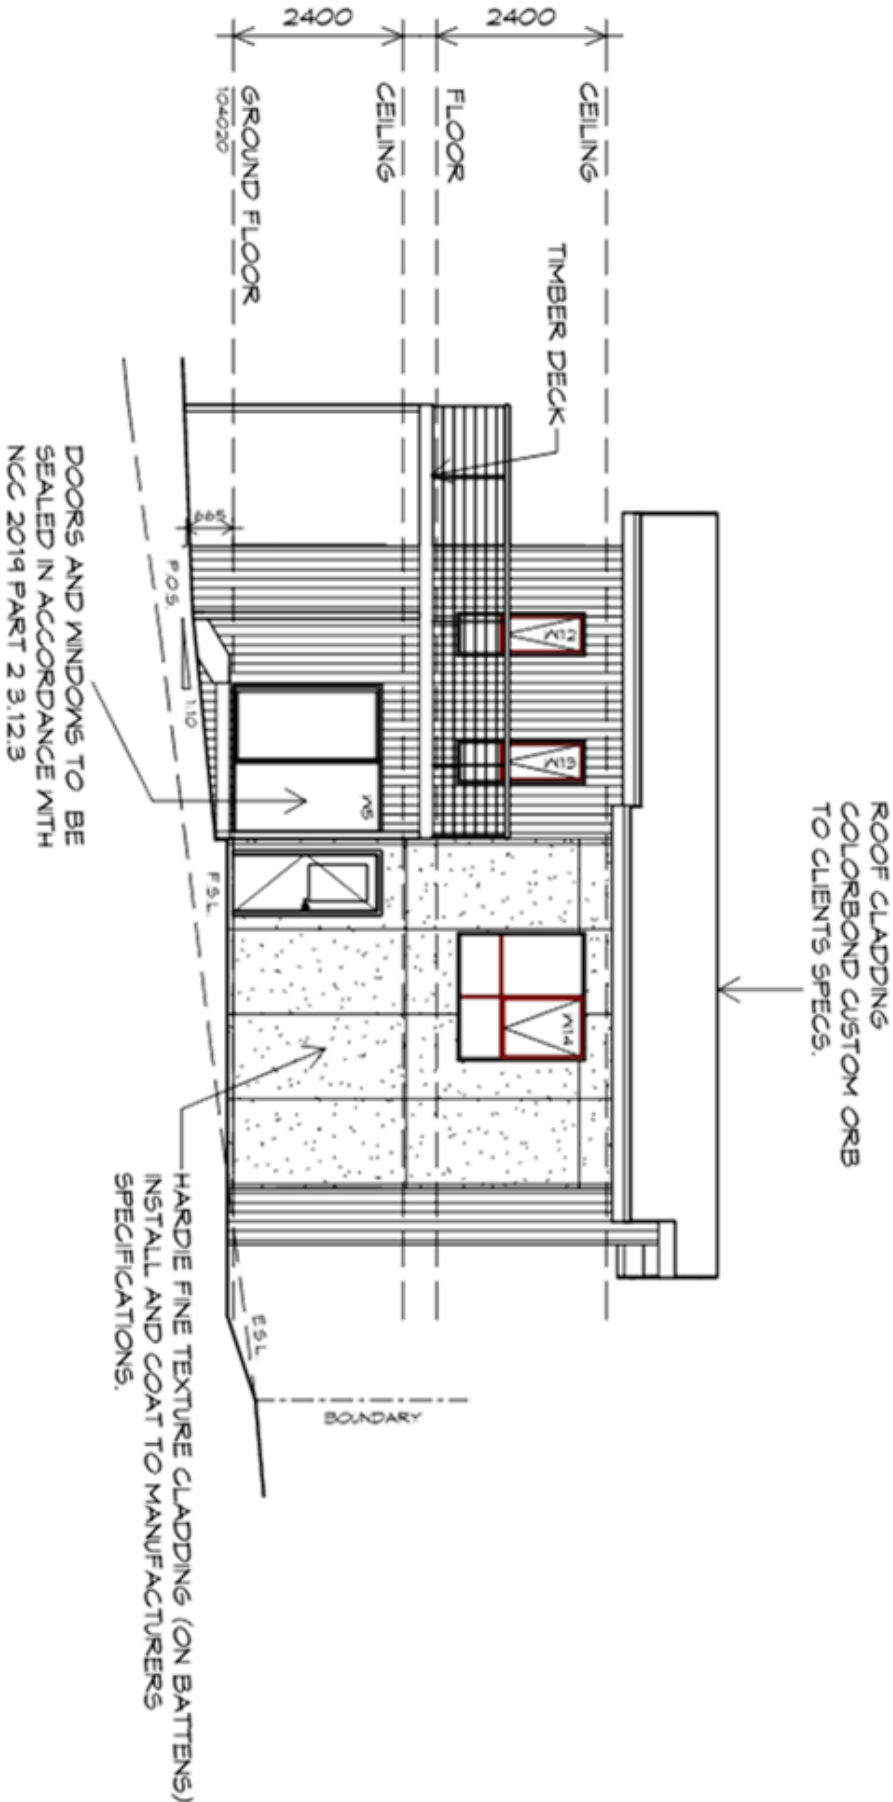 ROOF CLADDING
COLORBOND CUSTOM ORB
TO CLIENTS SPECS.
2400
2400
CEILING
FLOOR
CEILING
GROUND FLOOR
104020
TIMBER DECK
W12
W13
W14
W5
665
P.O.S.
1:10
F.S.L.
E.S.L.
BOUNDARY
DOORS AND WINDOWS TO BE
SEALED IN ACCORDANCE WITH
NCC 2019 PART 2 3.12.3
HARDIE FINE TEXTURE CLADDING (ON BATTENS)
INSTALL AND COAT TO MANUFACTURERS
SPECIFICATIONS.